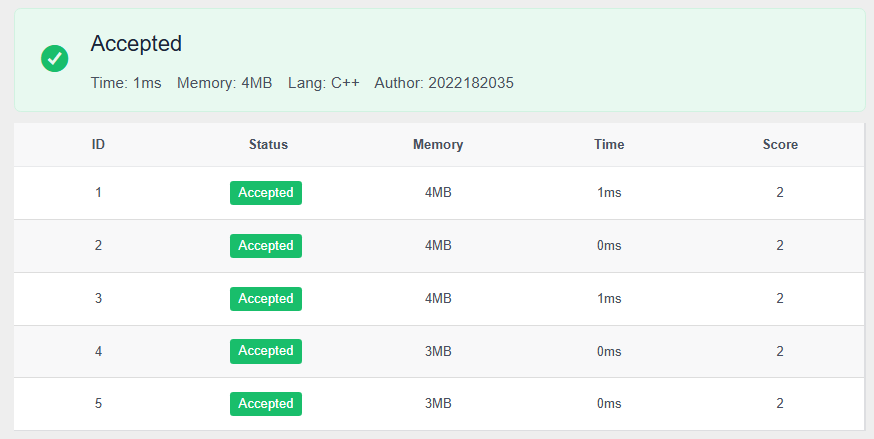 Accepted
Time: 1ms Memory: 4MB Lang: C++ Author: 2022182035
ID Status Memory Time Score
1 Accepted 4MB 1ms 2
2 Accepted 4MB 0ms 2
3 Accepted 4MB 1ms 2
4 Accepted 3MB 0ms 2
5 Accepted 3MB 0ms 2